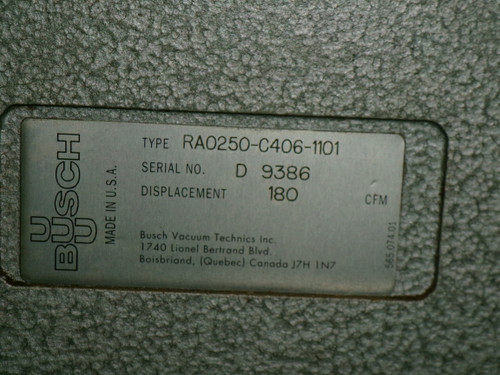 BUSCH
MADE IN U.S.A.
TYPE RA0250-C406-1101
SERIAL NO. D 9386
DISPLACEMENT 180 CFM
Busch Vacuum Technics Inc.
1740 Lionel Bertrand Blvd.
Boisbriand, (Quebec) Canada J7H 1N7
565.074.01